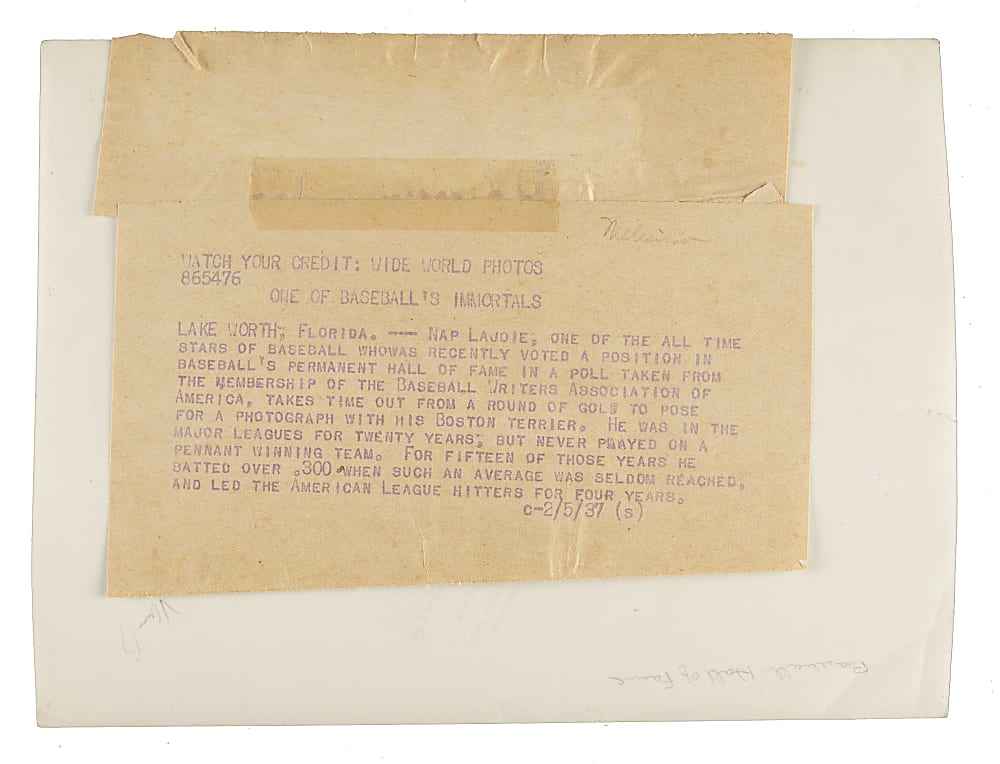 WATCH YOUR CREDIT: WIDE WORLD PHOTOS
865476
ONE OF BASEBALL'S IMMORTALS
LAKE WORTH, FLORIDA. --- NAP LAJOIE, ONE OF THE ALL TIME
STARS OF BASEBALL WHOWAS RECENTLY VOTED A POSITION IN
BASEBALL'S PERMANENT HALL OF FAME IN A POLL TAKEN FROM
THE MEMBERSHIP OF THE BASEBALL WRITERS ASSOCIATION OF
AMERICA, TAKES TIME OUT FROM A ROUND OF GOLF TO POSE
FOR A PHOTOGRAPH WITH HIS BOSTON TERRIER. HE WAS IN THE
MAJOR LEAGUES FOR TWENTY YEARS, BUT NEVER PLAYED ON A
PENNANT WINNING TEAM. FOR FIFTEEN OF THOSE YEARS HE
BATTED OVER .300 WHEN SUCH AN AVERAGE WAS SELDOM REACHED,
AND LED THE AMERICAN LEAGUE HITTERS FOR FOUR YEARS.
C-2/5/37 (S)
Baseball Hall of Fame